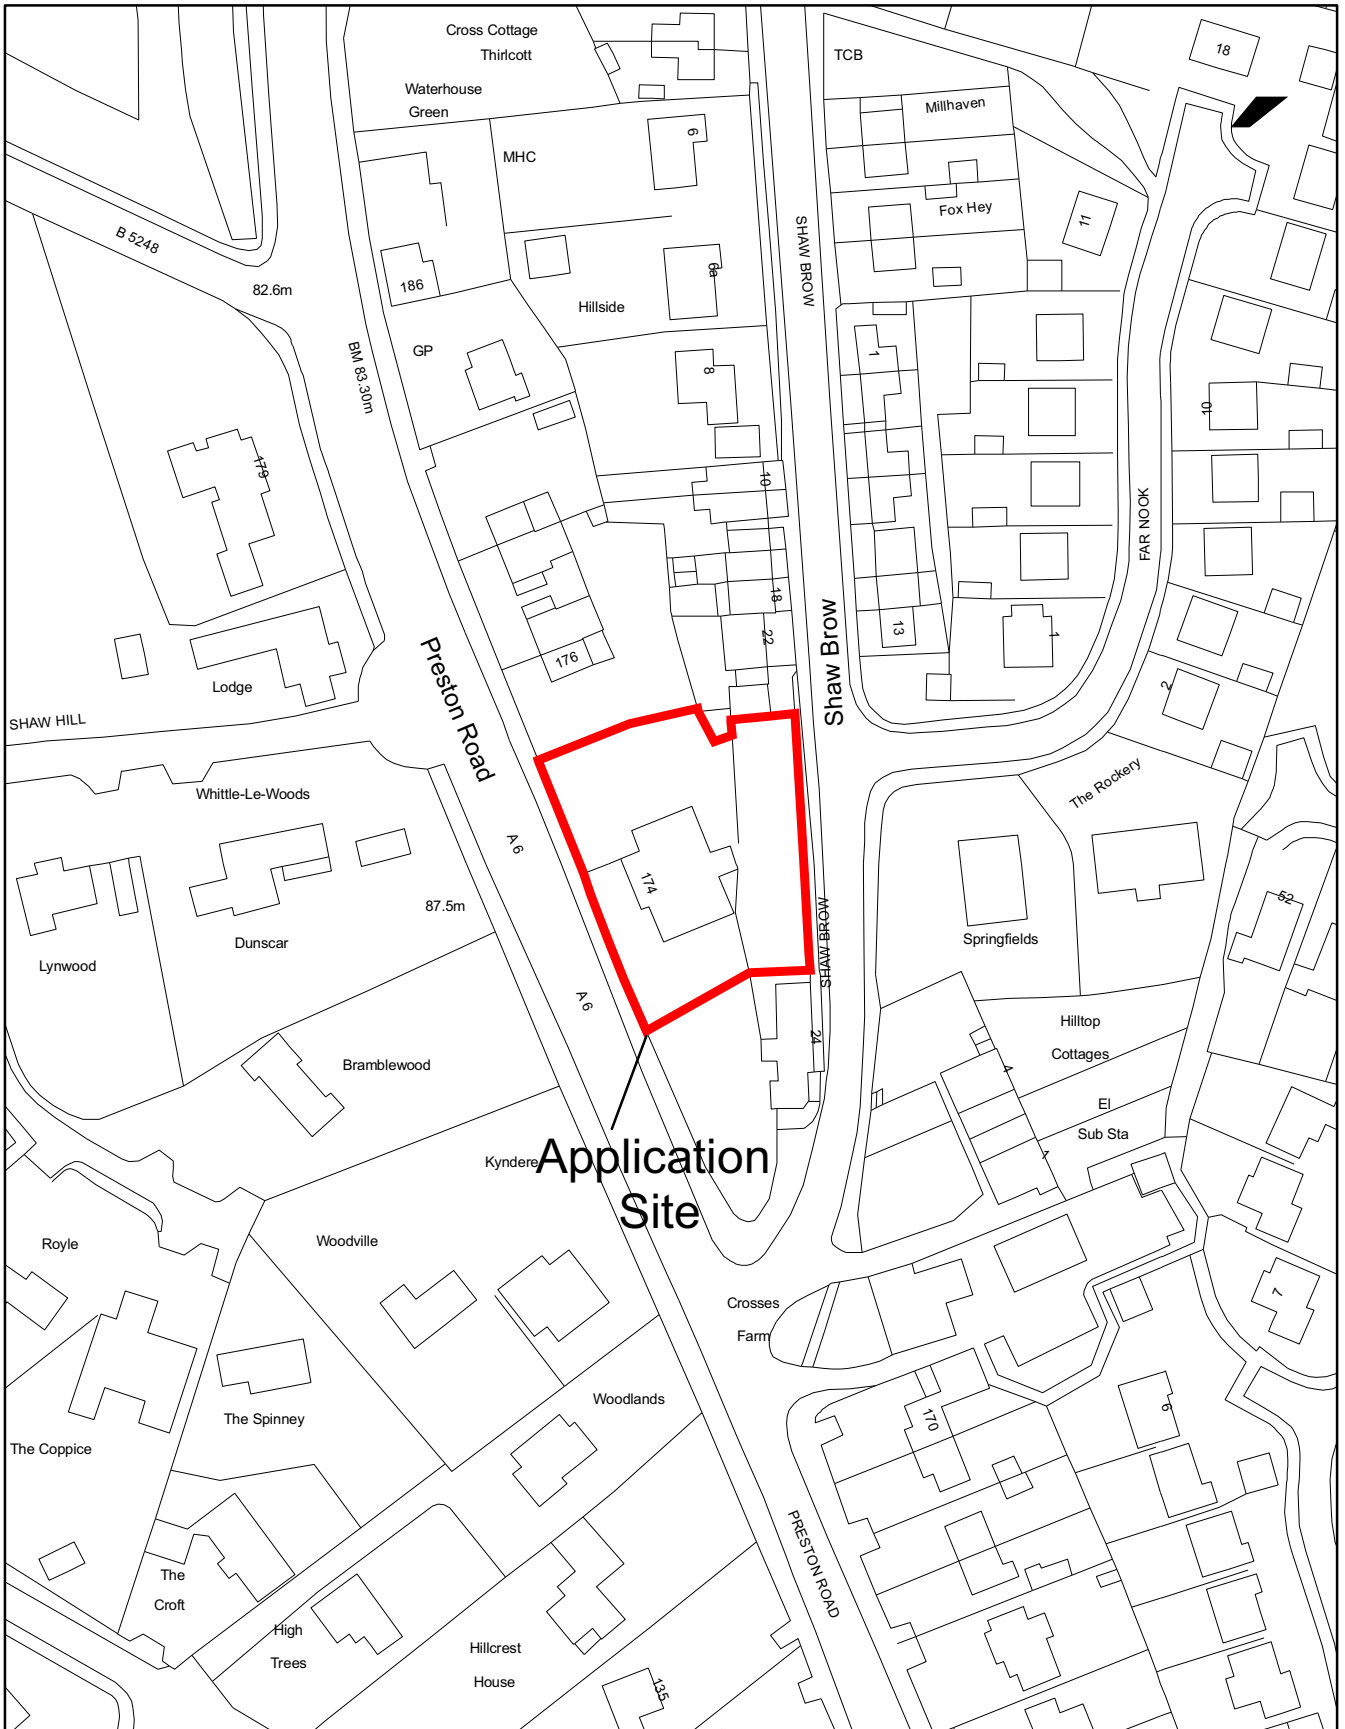 Cross Cottage
Thirlcott
TCB
18
Waterhouse
Green
Millhaven
MHC
6
B 5248
SHAW BROW
Fox Hey
11
82.6m
186
6a
Hillside
GP
BM 83.30m
1
8
10
179
10
FAR NOOK
18
Shaw Brow
13
22
1
176
Preston Road
Lodge
2
SHAW HILL
The Rockery
Whittle-Le-Woods
A 6
174
52
87.5m
SHAW BROW
Dunscar
Springfields
Lynwood
A 6
Hilltop
24
Cottages
Bramblewood
4
El
Sub Sta
1
Application
Site
Royle
Woodville
7
Crosses
Farm
Woodlands
The Spinney
170
6
The Coppice
PRESTON ROAD
The
Croft
High
Trees
Hillcrest
House
135